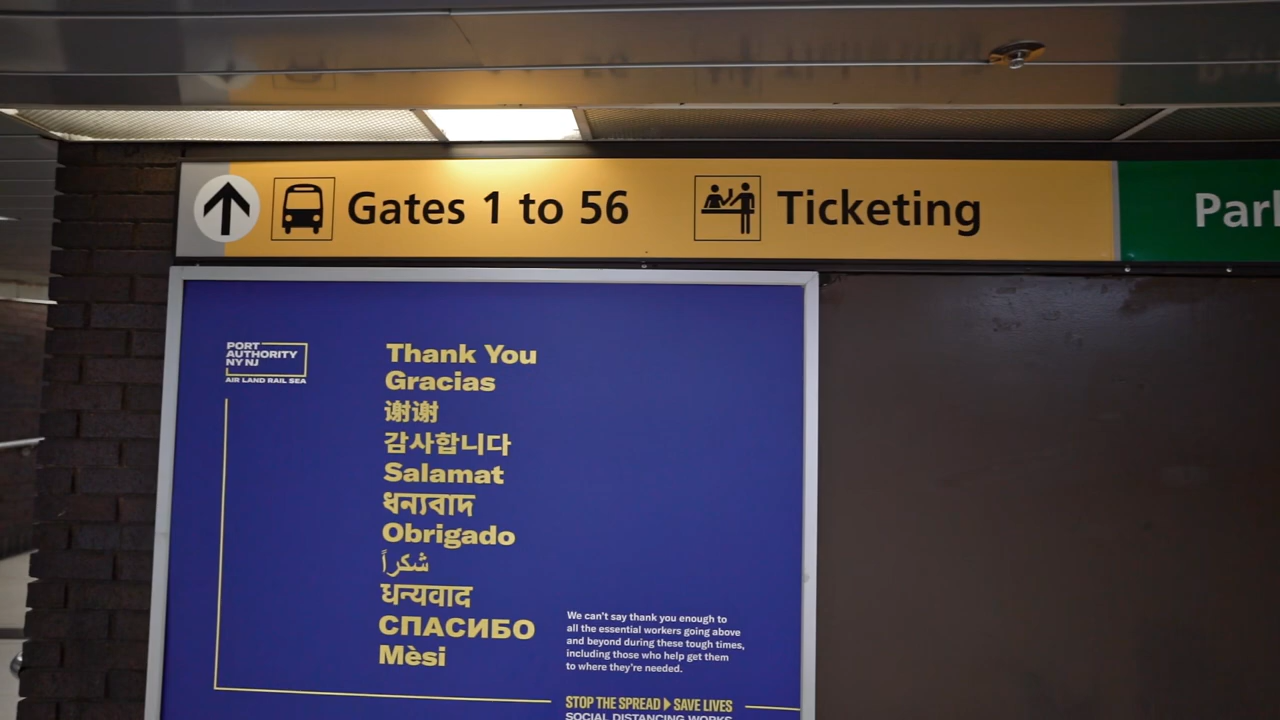 Gates 1 to 56
Ticketing
PORT
AUTHORITY
NY NJ
AIR LAND RAIL SEA
Thank You
Gracias
谢谢
감사합니다
Salamat
ধন্যবাদ
Obrigado
شكراً
धन्यवाद
СПАСИБО
Mèsi
We can't say thank you enough to
all the essential workers going above
and beyond during these tough times,
including those who help get them
to where they're needed.
STOP THE SPREAD ▸ SAVE LIVES
SOCIAL DISTANCING WORKS